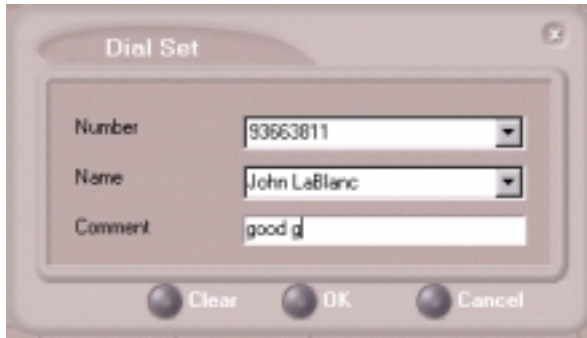 Dial Set
Number 93663811
Name John LaBlanc
Comment good g
Clear OK Cancel